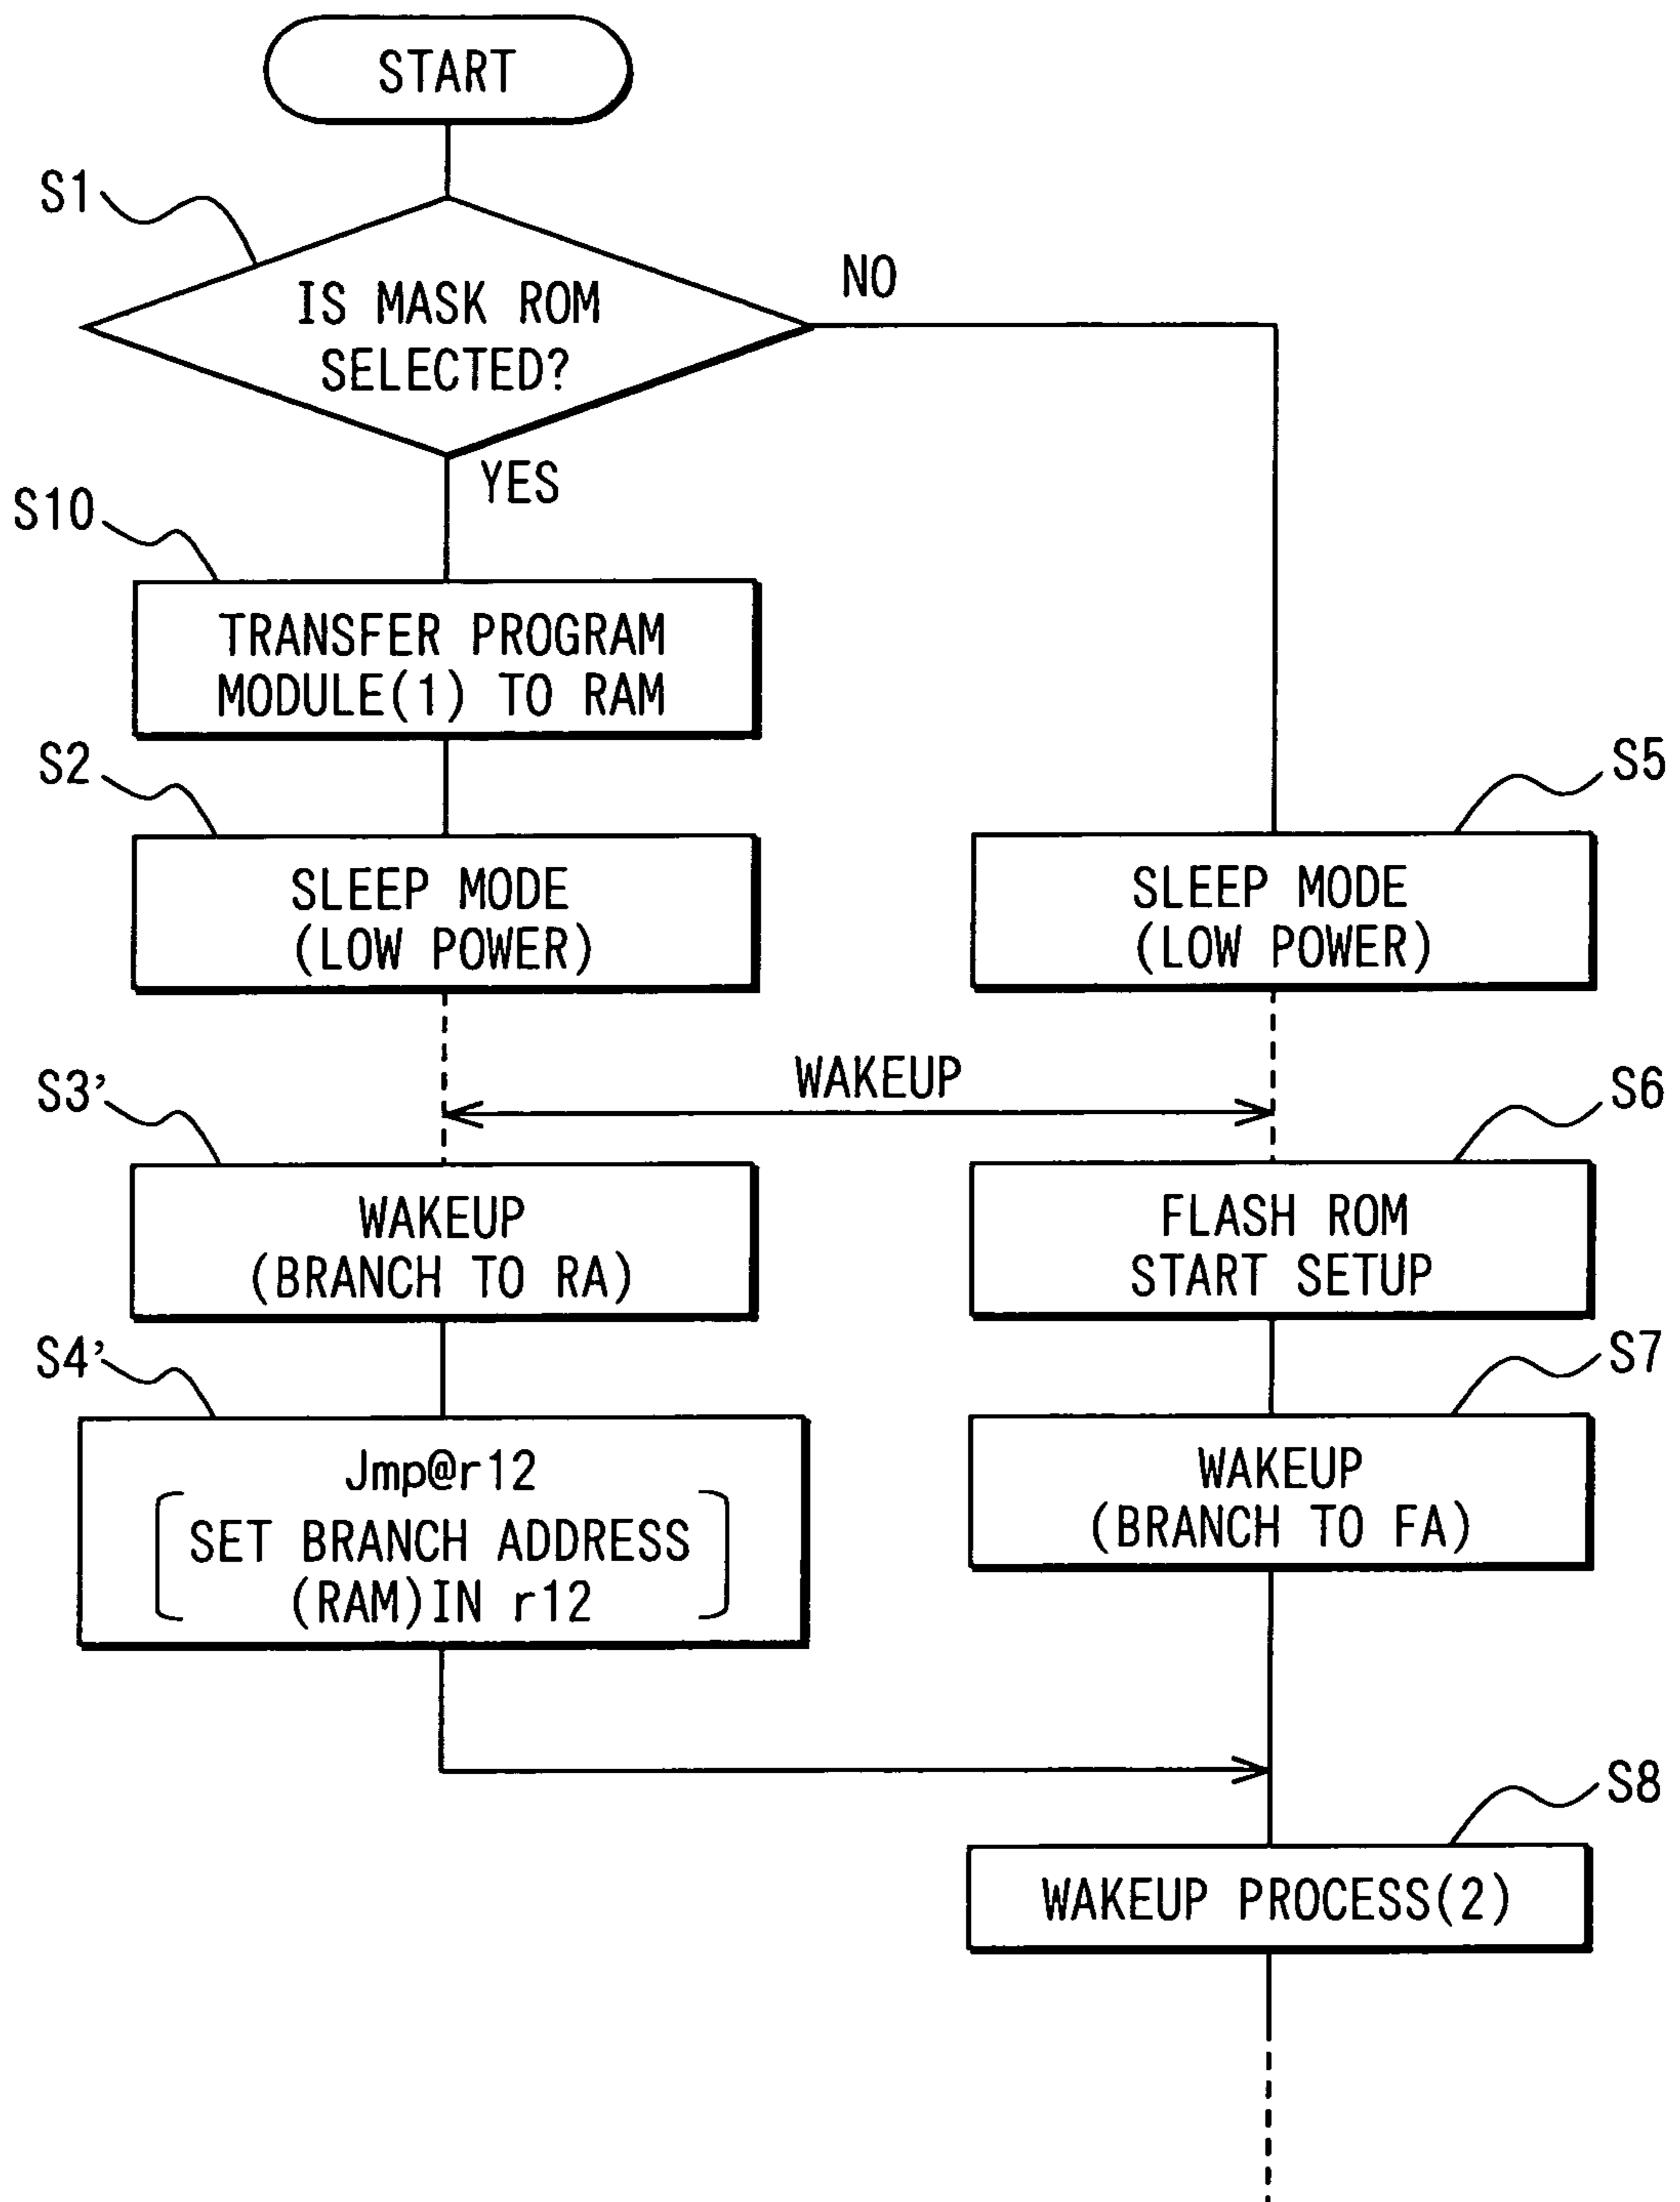 START
S1
IS MASK ROM
SELECTED?
NO
YES
S10
TRANSFER PROGRAM
MODULE(1) TO RAM
S2
SLEEP MODE
(LOW POWER)
S5
SLEEP MODE
(LOW POWER)
WAKEUP
S3'
WAKEUP
(BRANCH TO RA)
S6
FLASH ROM
START SETUP
S4'
Jmp@r12
SET BRANCH ADDRESS
(RAM)IN r12
S7
WAKEUP
(BRANCH TO FA)
S8
WAKEUP PROCESS(2)